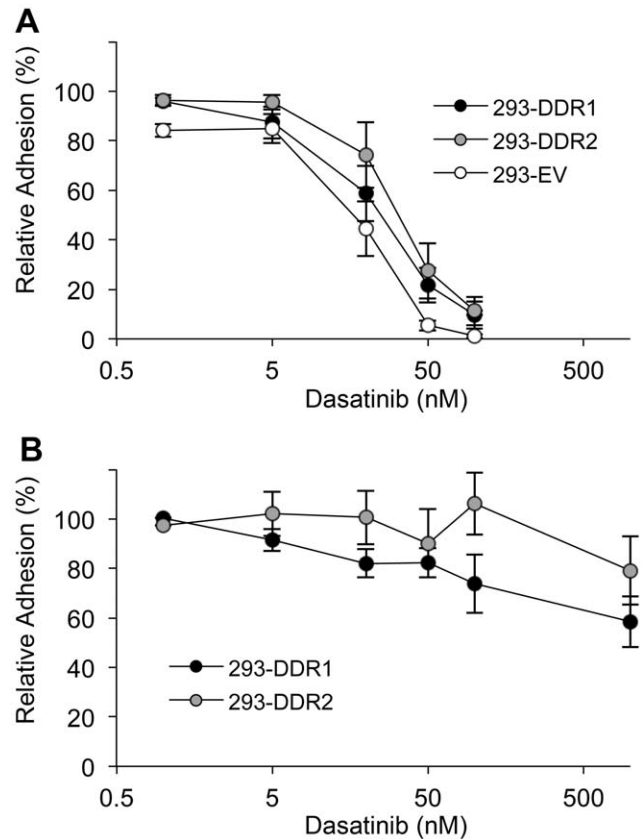 A
Relative Adhesion (%)
100
80
60
40
20
0
293-DDR1
293-DDR2
293-EV
0.5 5 50 500
Dasatinib (nM)
B
Relative Adhesion (%)
100
80
60
40
20
0
293-DDR1
293-DDR2
0.5 5 50 500
Dasatinib (nM)